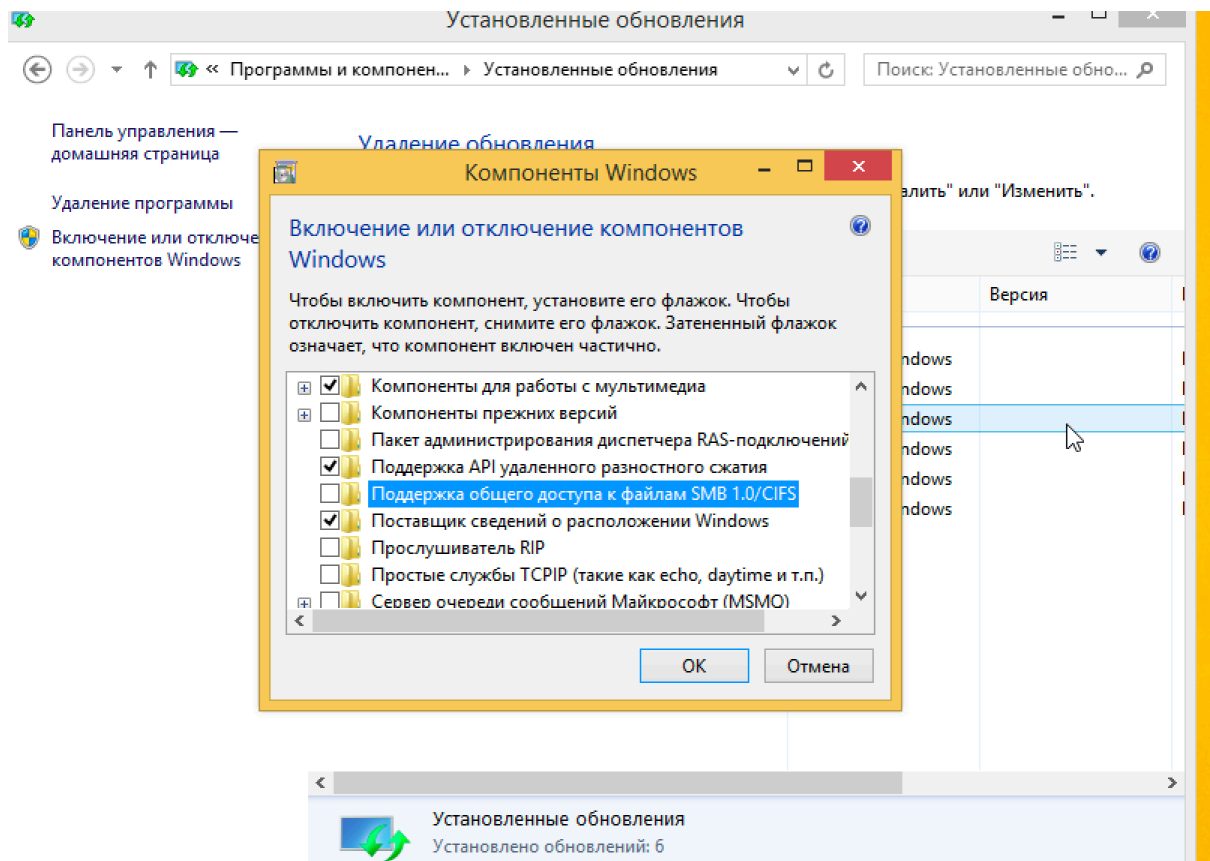 Установленные обновления
« Программы и компонен... Установленные обновления
Поиск: Установленные обно...
Панель управления —
домашняя страница
Удаление программы
Включение или отключе
компонентов Windows
Удаление обновления
алить" или "Изменить".
Версия
ndows
ndows
ndows
ndows
ndows
ndows
Компоненты Windows
Включение или отключение компонентов
Windows
Чтобы включить компонент, установите его флажок. Чтобы
отключить компонент, снимите его флажок. Затененный флажок
означает, что компонент включен частично.
Компоненты для работы с мультимедиа
Компоненты прежних версий
Пакет администрирования диспетчера RAS-подключений
Поддержка API удаленного разностного сжатия
Поддержка общего доступа к файлам SMB 1.0/CIFS
Поставщик сведений о расположении Windows
Прослушиватель RIP
Простые службы TCPIP (такие как echo, daytime и т.п.)
Сервер очереди сообщений Майкрософт (MSMQ)
OK
Отмена
Установленные обновления
Установлено обновлений: 6